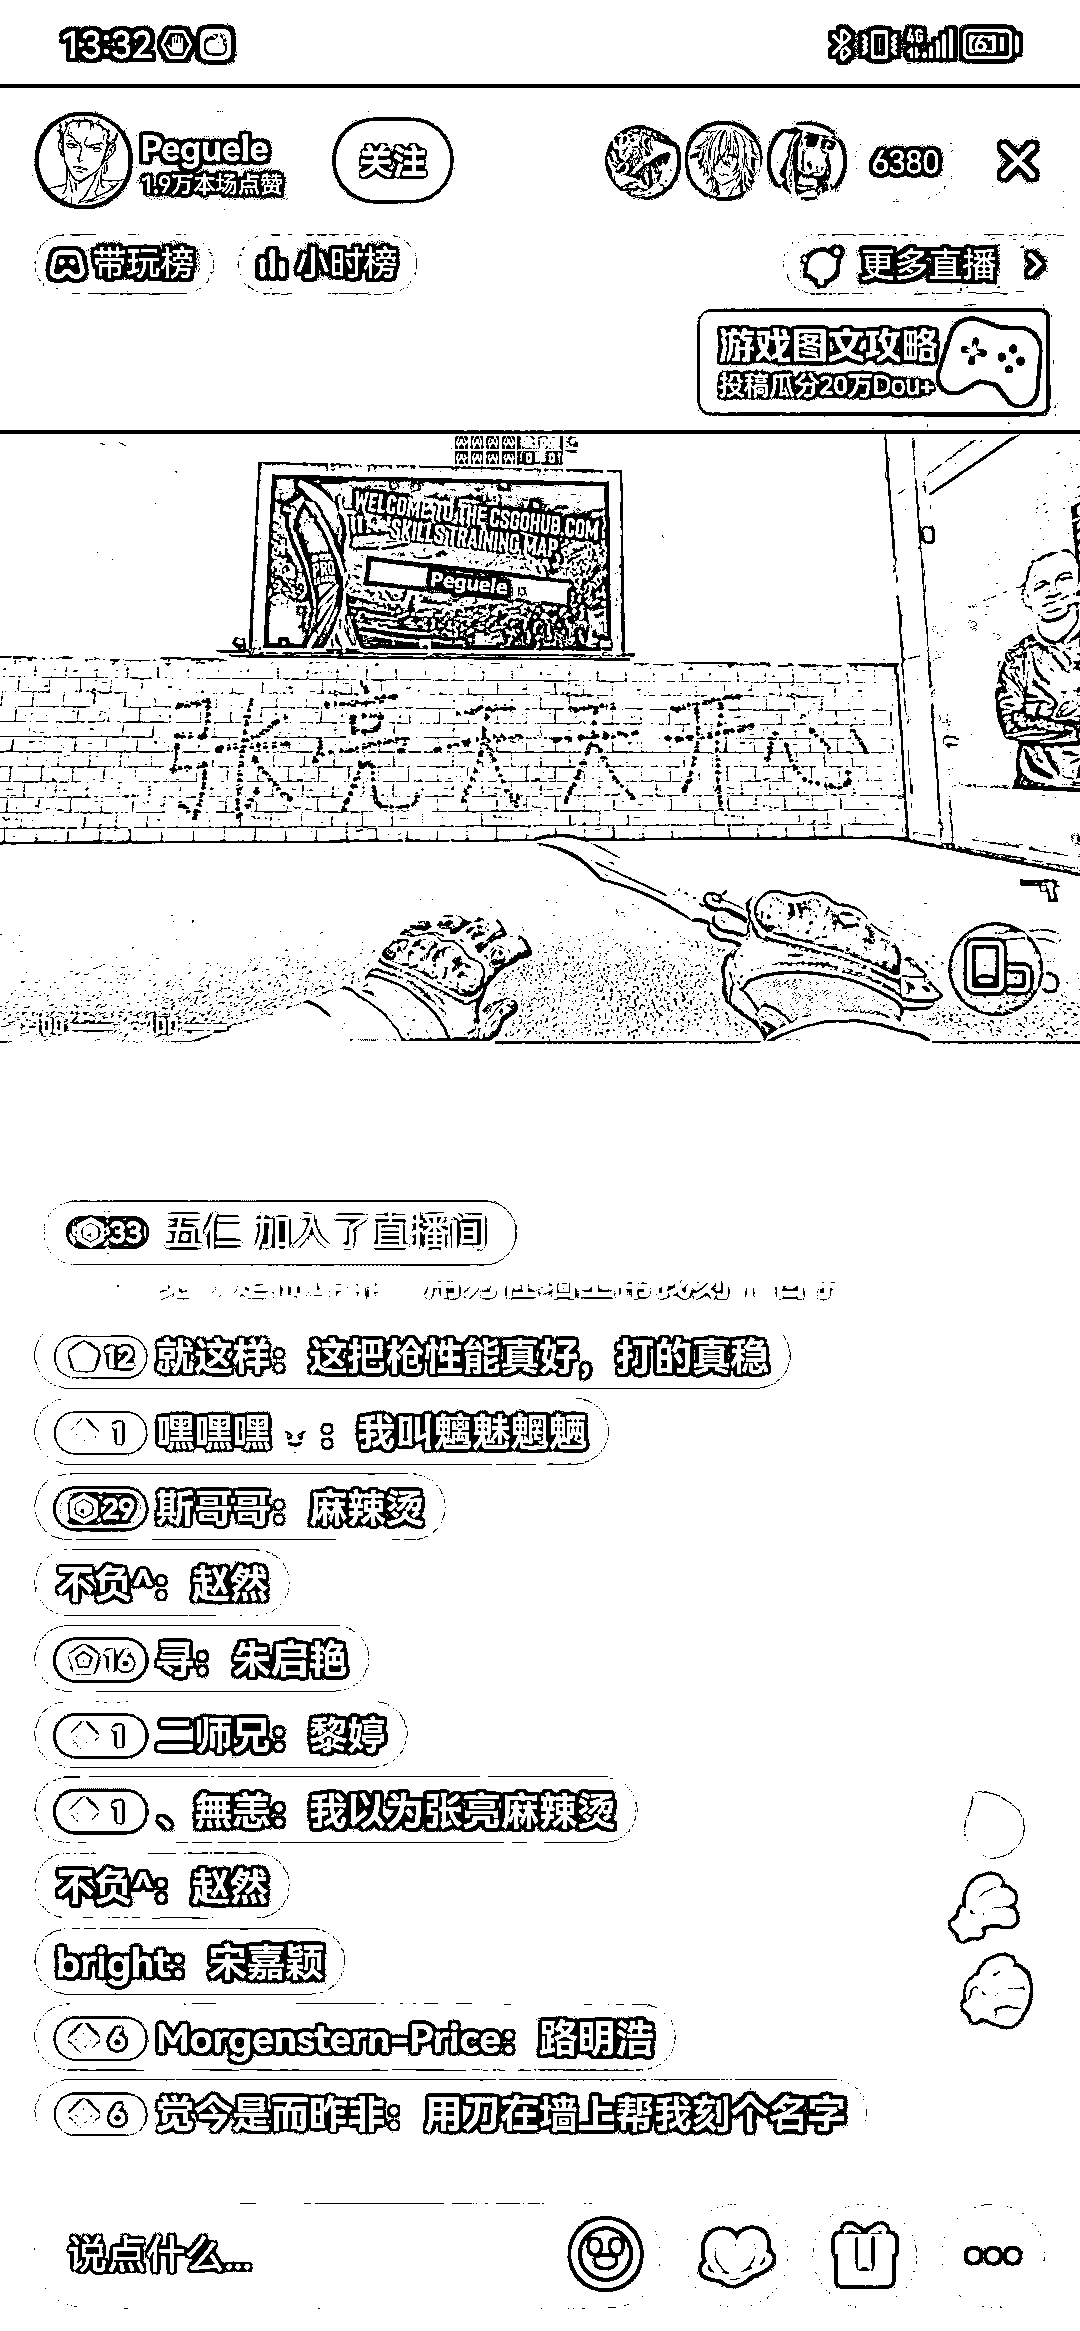 13:32
4G
61
Peguele
1.9万本场点赞
关注
6380
带玩榜
小时榜
更多直播
游戏图文攻略
投稿瓜分20万Dou+
WELCOME TO THE CSGOHUB.COM
SKILLS TRAINING MAP
PRO
Peguele
张亮天天开心
33 五仁 加入了直播间
12 就这样： 这把枪性能真好，打的真稳
1 嘿嘿嘿： 我叫魑魅魍魉
29 斯哥哥： 麻辣烫
不负^： 赵然
16 寻： 朱启艳
1 二师兄： 黎婷
1 、無恙： 我以为张亮麻辣烫
不负^： 赵然
bright： 宋嘉颖
6 Morgenstern-Price： 路明浩
6 觉今是而昨非： 用刀在墙上帮我刻个名字
说点什么...